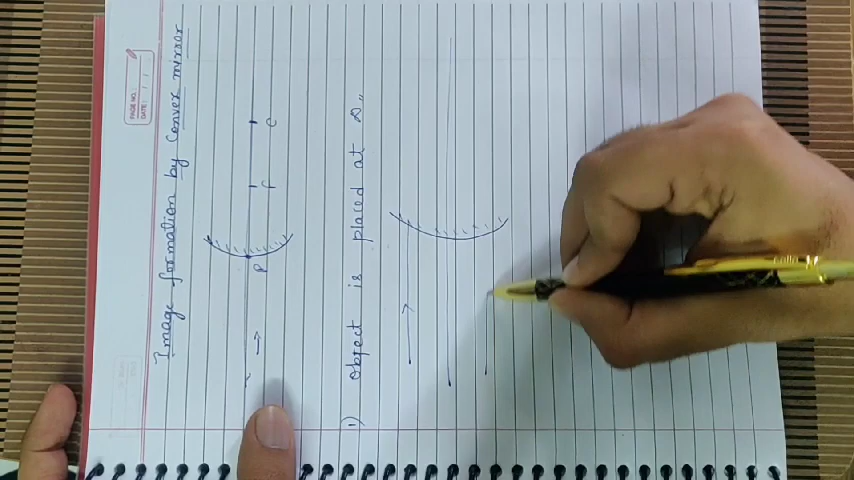 PAGE NO.:
DATE: / /
Image formation by Convex mirror
P F C
1) Object is placed at ∞,,